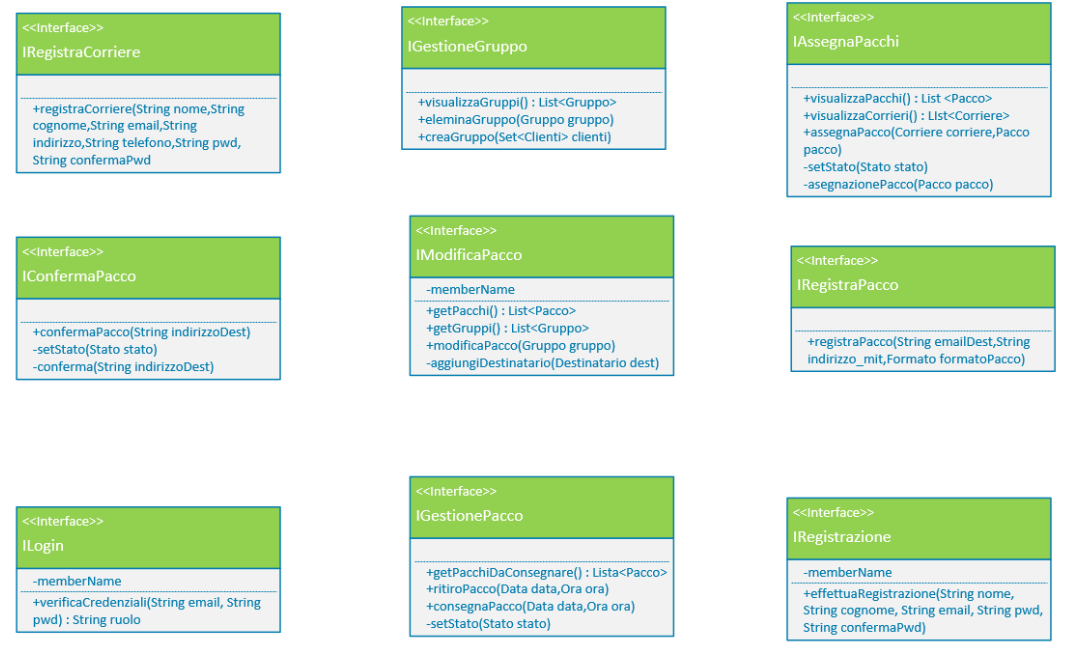 <<Interface>>
IRegistraCorriere
+registraCorriere(String nome,String
cognome,String email,String
indirizzo,String telefono,String pwd,
String confermaPwd
<<Interface>>
IGestioneGruppo
+visualizzaGruppi() : List<Gruppo>
+eleminaGruppo(Gruppo gruppo)
+creaGruppo(Set<Clienti> clienti)
<<Interface>>
IAssegnaPacchi
+visualizzaPacchi() : List <Pacco>
+visualizzaCorrieri() : LIst<Corriere>
+assegnaPacco(Corriere corriere,Pacco
pacco)
-setStato(Stato stato)
-asegnazionePacco(Pacco pacco)
<<Interface>>
IConfermaPacco
+confermaPacco(String indirizzoDest)
-setStato(Stato stato)
-conferma(String indirizzoDest)
<<Interface>>
IModificaPacco
-memberName
+getPacchi() : List<Pacco>
+getGruppi() : List<Gruppo>
+modificaPacco(Gruppo gruppo)
-aggiungiDestinatario(Destinatario dest)
<<Interface>>
IRegistraPacco
+registraPacco(String emailDest,String
indirizzo_mit,Formato formatoPacco)
<<Interface>>
ILogin
-memberName
+verificaCredenziali(String email, String
pwd) : String ruolo
<<Interface>>
IGestionePacco
+getPacchiDaConsegnare() : Lista<Pacco>
+ritiroPacco(Data data,Ora ora)
+consegnaPacco(Data data,Ora ora)
-setStato(Stato stato)
<<Interface>>
IRegistrazione
-memberName
+effettuaRegistrazione(String nome,
String cognome, String email, String pwd,
String confermaPwd)